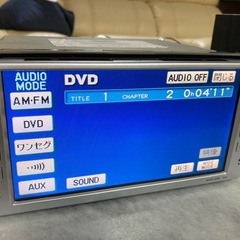 AUDIO MODE
DVD
AUDIO OFF
閉じる
AM・FM
TITLE 1 CHAPTER 2 0h04'11"
DVD
ワンセグ
AUX
SOUND
再生